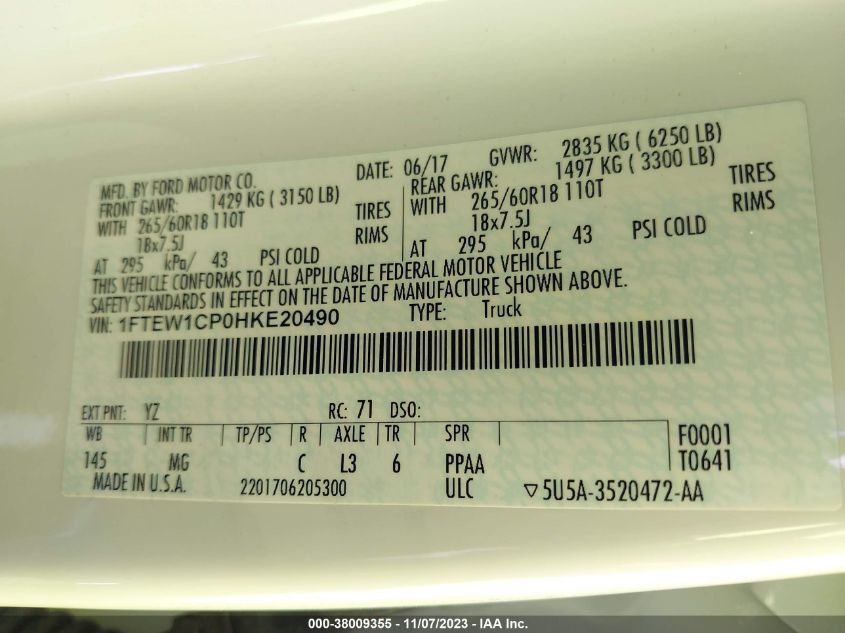 MFD. BY FORD MOTOR CO. DATE: 06/17 GVWR: 2835 KG ( 6250 LB)
FRONT GAWR: 1429 KG ( 3150 LB) REAR GAWR: 1497 KG ( 3300 LB)
WITH 265/60R18 110T TIRES WITH 265/60R18 110T TIRES
18x7.5J RIMS 18x7.5J RIMS
AT 295 kPa/ 43 PSI COLD AT 295 kPa/ 43 PSI COLD
THIS VEHICLE CONFORMS TO ALL APPLICABLE FEDERAL MOTOR VEHICLE
SAFETY STANDARDS IN EFFECT ON THE DATE OF MANUFACTURE SHOWN ABOVE.
VIN: 1FTEW1CP0HKE20490 TYPE: Truck
EXT PNT: YZ RC: 71 DSO:
WB INT TR TP/PS R AXLE TR SPR F0001
145 MG C L3 6 PPAA T0641
MADE IN U.S.A. 2201706205300 ULC ▽5U5A-3520472-AA
000-38009355 - 11/07/2023 - IAA Inc.